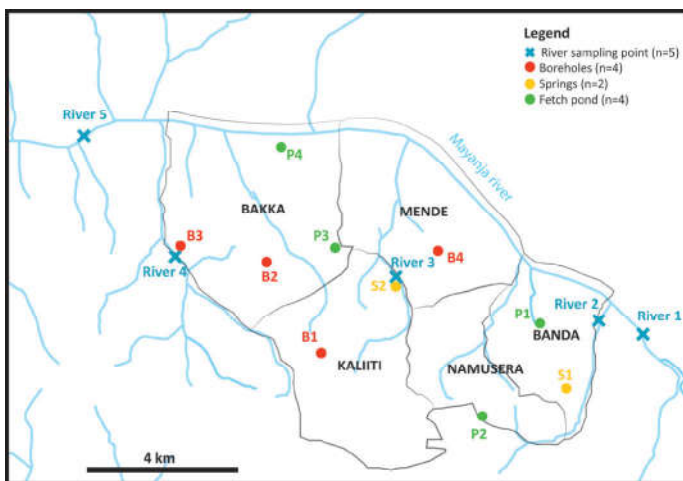 Legend
River sampling point (n=5)
Boreholes (n=4)
Springs (n=2)
Fetch pond (n=4)
River 5
P4
Mayanja river
BAKKA
MENDE
B3
P3
B4
River 4
B2
River 3
S2
River 2
River 1
P1
BANDA
B1
KALIITI
NAMUSERA
S1
P2
4 km